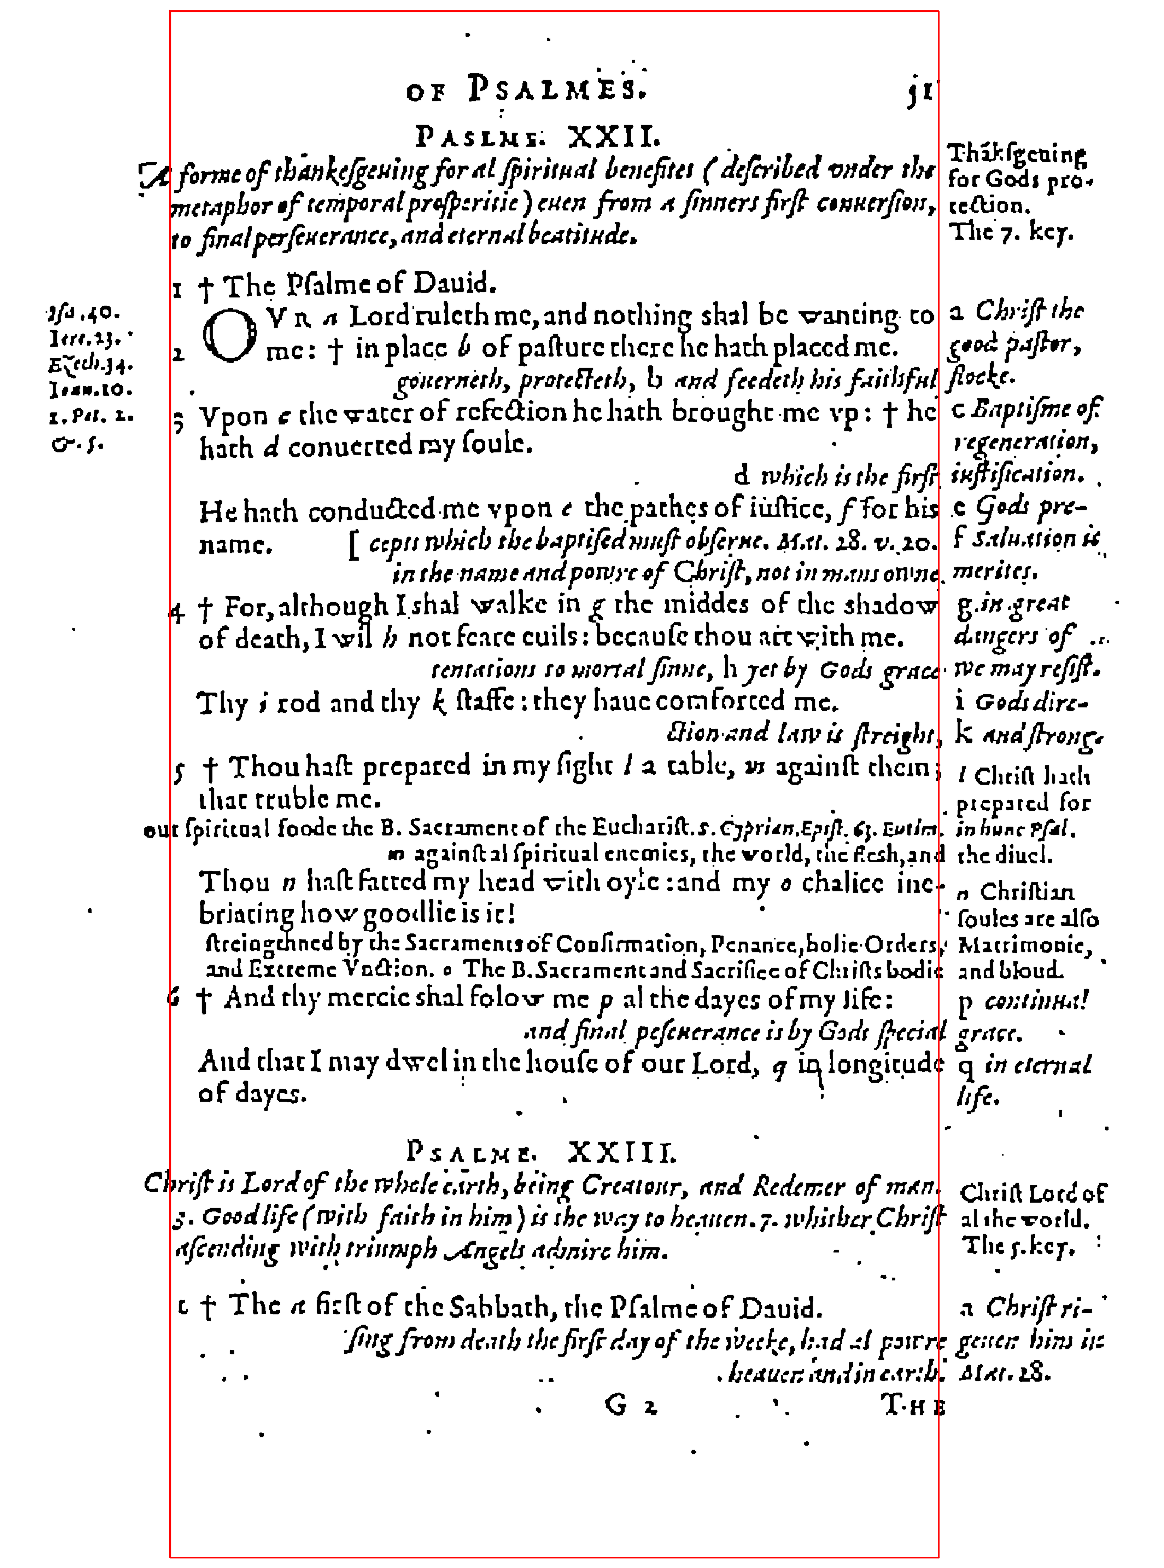 OF PSALMES. 51
PASLME. XXII.
A forme of thankesgeuing for al spiritual benefites (described vnder the
metaphor of temporal prosperitie) euen from a sinners first conuersion,
to final perseuerance, and eternal beatitude.
Thãksgeuing
for Gods pro-
tection.
The 7. key.
1 † The Psalme of Dauid.
Isa. 40.
Iere. 23.
Ezech. 34.
Ioan. 10.
1. Pet. 2.
& 5.
OVR a Lord ruleth me, and nothing shal be wanting to a Christ the
2 me: † in place b of pasture there he hath placed me. good pastor,
gouerneth, protecteth, b and feedeth his faithful flocke.
3 Vpon c the water of refection he hath brought me vp: † he c Baptisme of
hath d conuerted my soule. regeneration,
d which is the first iustification.
He hath conducted me vpon e the pathes of iustice, f for his e Gods pre-
name. [cepts which the baptised must obserue. Mat. 28. v. 20. f Saluation is
in the name and powre of Christ, not in mans owne merites.
4 † For, although I shal walke in g the middes of the shadow g in great
of death, I wil h not feare euils: because thou art with me. dangers of
tentations to mortal sinne, h yet by Gods grace we may resist.
Thy i rod and thy k staffe: they haue comforted me. i Gods dire-
ction and law is streight, k and stronge
5 † Thou hast prepared in my sight l a table, m against them; l Christ hath
that truble me. prepared for
our spiritual foode the B. Sacrament of the Eucharist. S. Cyprian. Epist. 63. Eutim. in hunc Psal.
m against al spiritual enemies, the world, the flesh, and the diuel.
Thou n hast fatted my head with oyle: and my o chalice ine- n Christian
briating how goodlie is it! soules are also
streingthned by the Sacraments of Confirmation, Penance, holie Orders, Matrimonie,
and Extreme Vnction. o The B. Sacrament and Sacrifice of Christs bodie and bloud.
6 † And thy mercie shal folow me p al the dayes of my life: p continual
and final peseuerance is by Gods special grace.
And that I may dwel in the house of our Lord, q in longitude q in eternal
of dayes. life.
PSALME. XXIII.
Christ is Lord of the whole earth, being Creatour, and Redemer of man.
3. Good life (with faith in him) is the way to heauen. 7. whither Christ
ascending with triumph Angels admire him.
Christ Lord of
al the world.
The 5. key.
1 † The a first of the Sabbath, the Psalme of Dauid. a Christ ri-
sing from death the first day of the weeke, had al powre geuen him in
heauen and in earth. Mat. 28.
G 2 THE